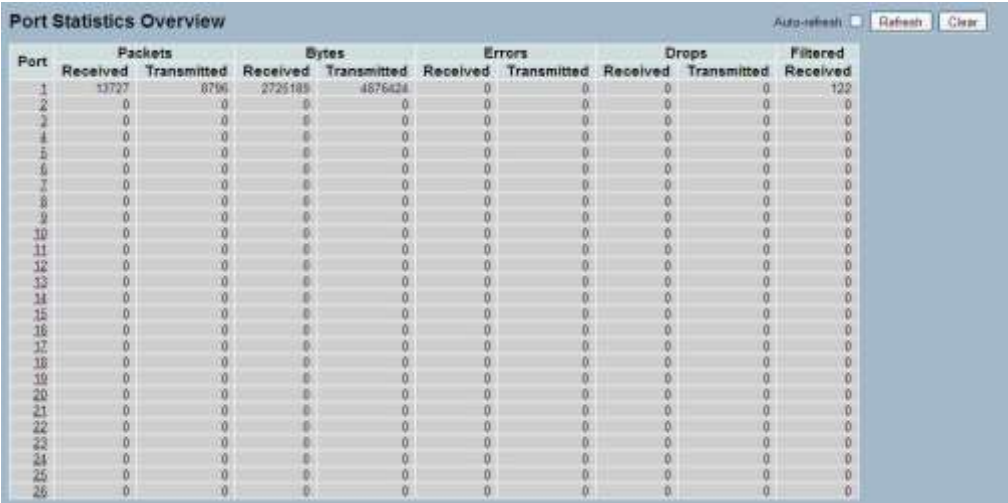 Port Statistics Overview Auto-refresh Refresh Clear
Port Packets Bytes Errors Drops Filtered
Received Transmitted Received Transmitted Received Transmitted Received Transmitted Received
1 13727 8796 2725189 4876424 0 0 0 0 122
2 0 0 0 0 0 0 0 0 0
3 0 0 0 0 0 0 0 0 0
4 0 0 0 0 0 0 0 0 0
5 0 0 0 0 0 0 0 0 0
6 0 0 0 0 0 0 0 0 0
7 0 0 0 0 0 0 0 0 0
8 0 0 0 0 0 0 0 0 0
9 0 0 0 0 0 0 0 0 0
10 0 0 0 0 0 0 0 0 0
11 0 0 0 0 0 0 0 0 0
12 0 0 0 0 0 0 0 0 0
13 0 0 0 0 0 0 0 0 0
14 0 0 0 0 0 0 0 0 0
15 0 0 0 0 0 0 0 0 0
16 0 0 0 0 0 0 0 0 0
17 0 0 0 0 0 0 0 0 0
18 0 0 0 0 0 0 0 0 0
19 0 0 0 0 0 0 0 0 0
20 0 0 0 0 0 0 0 0 0
21 0 0 0 0 0 0 0 0 0
22 0 0 0 0 0 0 0 0 0
23 0 0 0 0 0 0 0 0 0
24 0 0 0 0 0 0 0 0 0
25 0 0 0 0 0 0 0 0 0
26 0 0 0 0 0 0 0 0 0